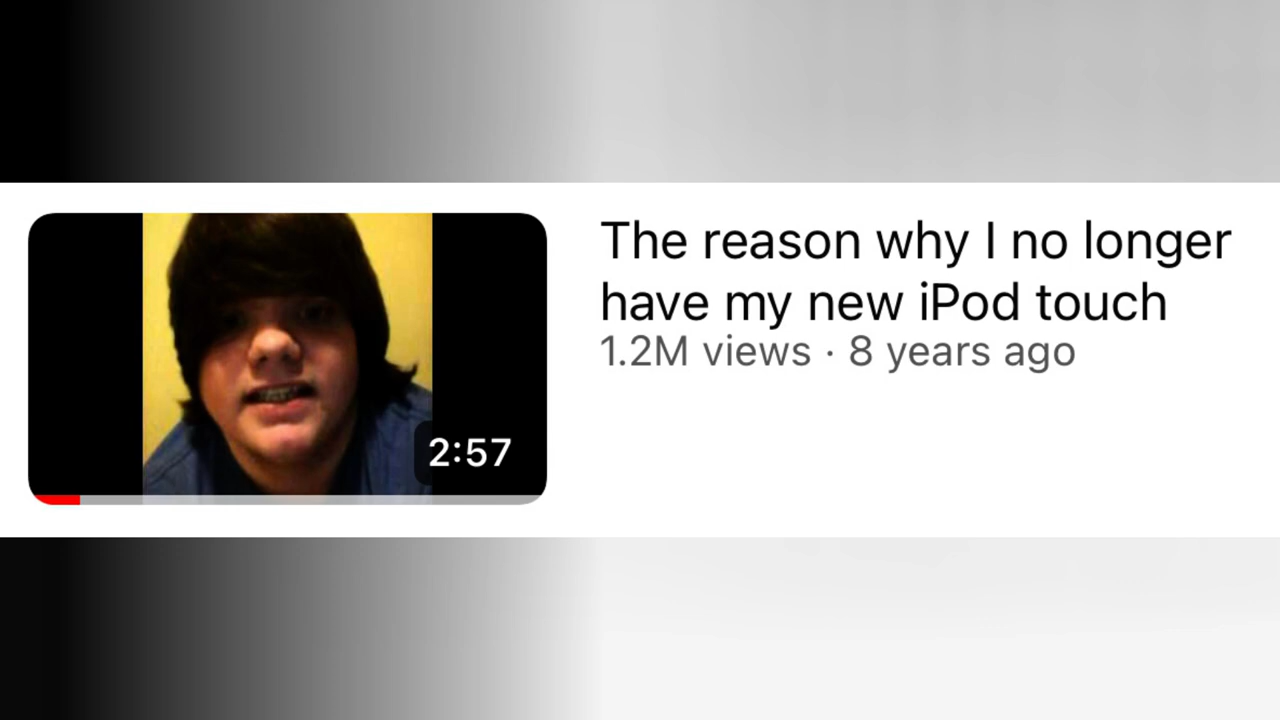 The reason why I no longer
have my new iPod touch
1.2M views · 8 years ago
2:57